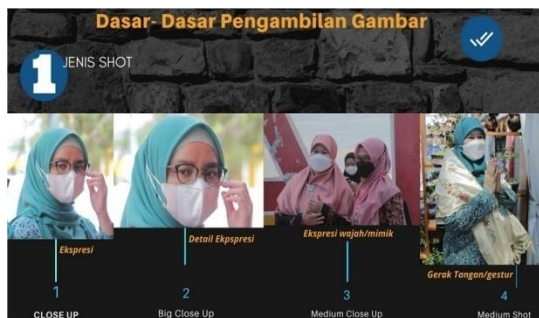 Dasar- Dasar Pengambilan Gambar
1 JENIS SHOT
Ekspresi
Detail Ekpspresi
Ekspresi wajah/mimik
Gerak Tangan/gestur
1
2
3
4
CLOSE UP
Big Close Up
Medium Close Up
Medium Shot